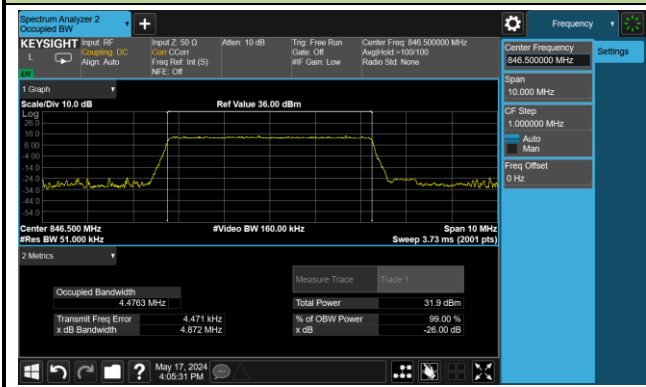 Spectrum Analyzer 2
Occupied BW
Frequency
KEYSIGHT
L
Input: RF
Coupling: DC
Align: Auto
Input Z: 50 Ω
Corr CCorr
Freq Ref: Int (S)
NFE: Off
Atten: 10 dB
Trig: Free Run
Gate: Off
#IF Gain: Low
Center Freq: 846.500000 MHz
Avg|Hold:>100/100
Radio Std: None
Center Frequency
846.500000 MHz
Settings
Span
10.000 MHz
CF Step
1.000000 MHz
Auto
Man
Freq Offset
0 Hz
1 Graph
Scale/Div 10.0 dB
Ref Value 36.00 dBm
Log
26.0
16.0
6.00
-4.00
-14.0
-24.0
-34.0
-44.0
-54.0
Center 846.500 MHz
#Video BW 160.00 kHz
Span 10 MHz
#Res BW 51.000 kHz
Sweep 3.73 ms (2001 pts)
2 Metrics
Measure Trace
Trace 1
Occupied Bandwidth
4.4763 MHz
Total Power
31.9 dBm
Transmit Freq Error
4.471 kHz
% of OBW Power
99.00 %
x dB Bandwidth
4.872 MHz
x dB
-26.00 dB
May 17, 2024
4:05:31 PM